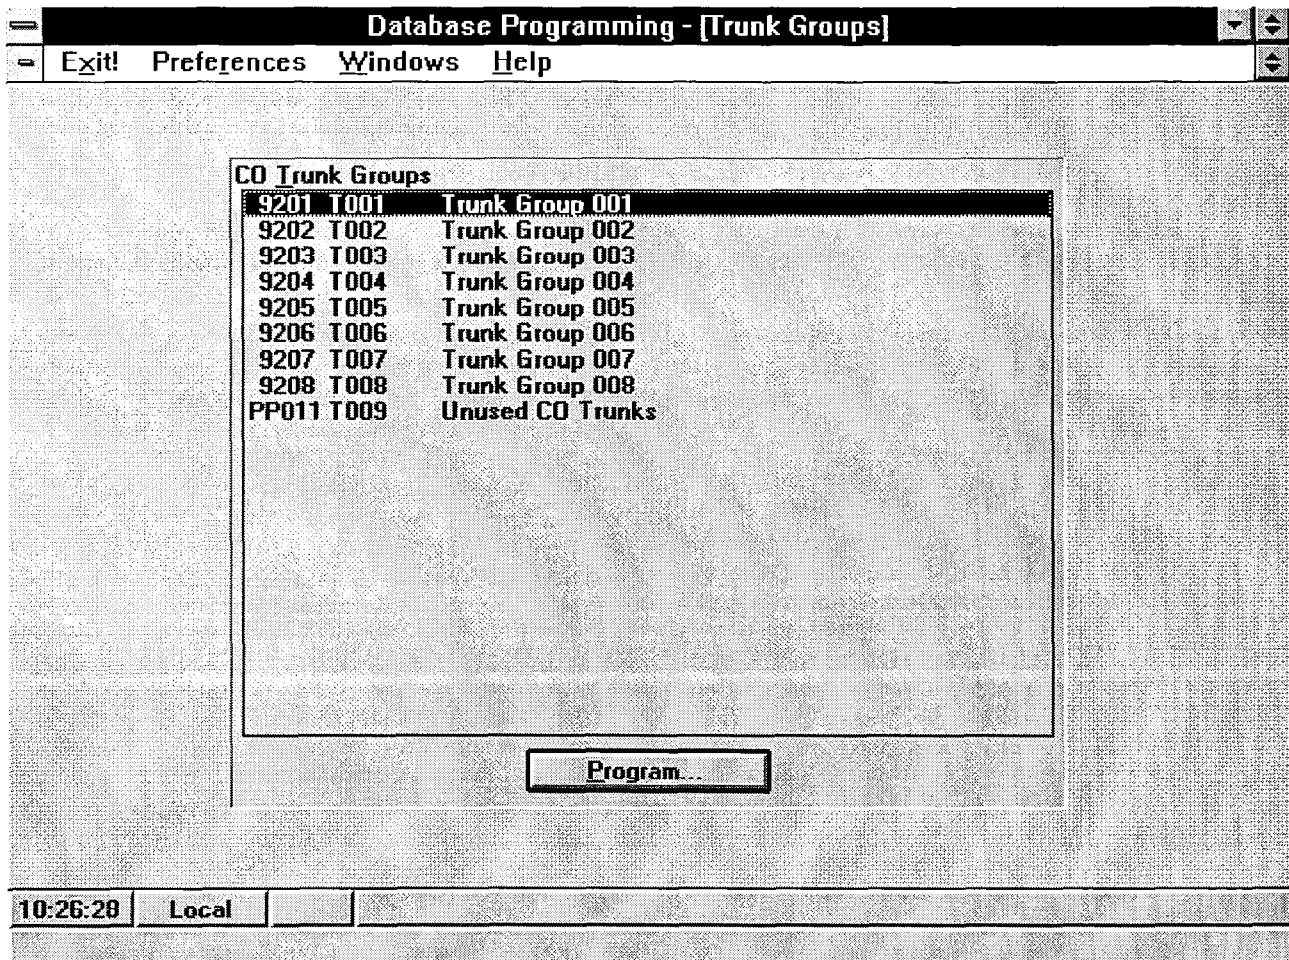 Database Programming - [Trunk Groups]
Exit! Preferences Windows Help
CO Trunk Groups
9201 T001 Trunk Group 001
9202 T002 Trunk Group 002
9203 T003 Trunk Group 003
9204 T004 Trunk Group 004
9205 T005 Trunk Group 005
9206 T006 Trunk Group 006
9207 T007 Trunk Group 007
9208 T008 Trunk Group 008
PP011 T009 Unused CO Trunks
Program...
10:26:28 Local